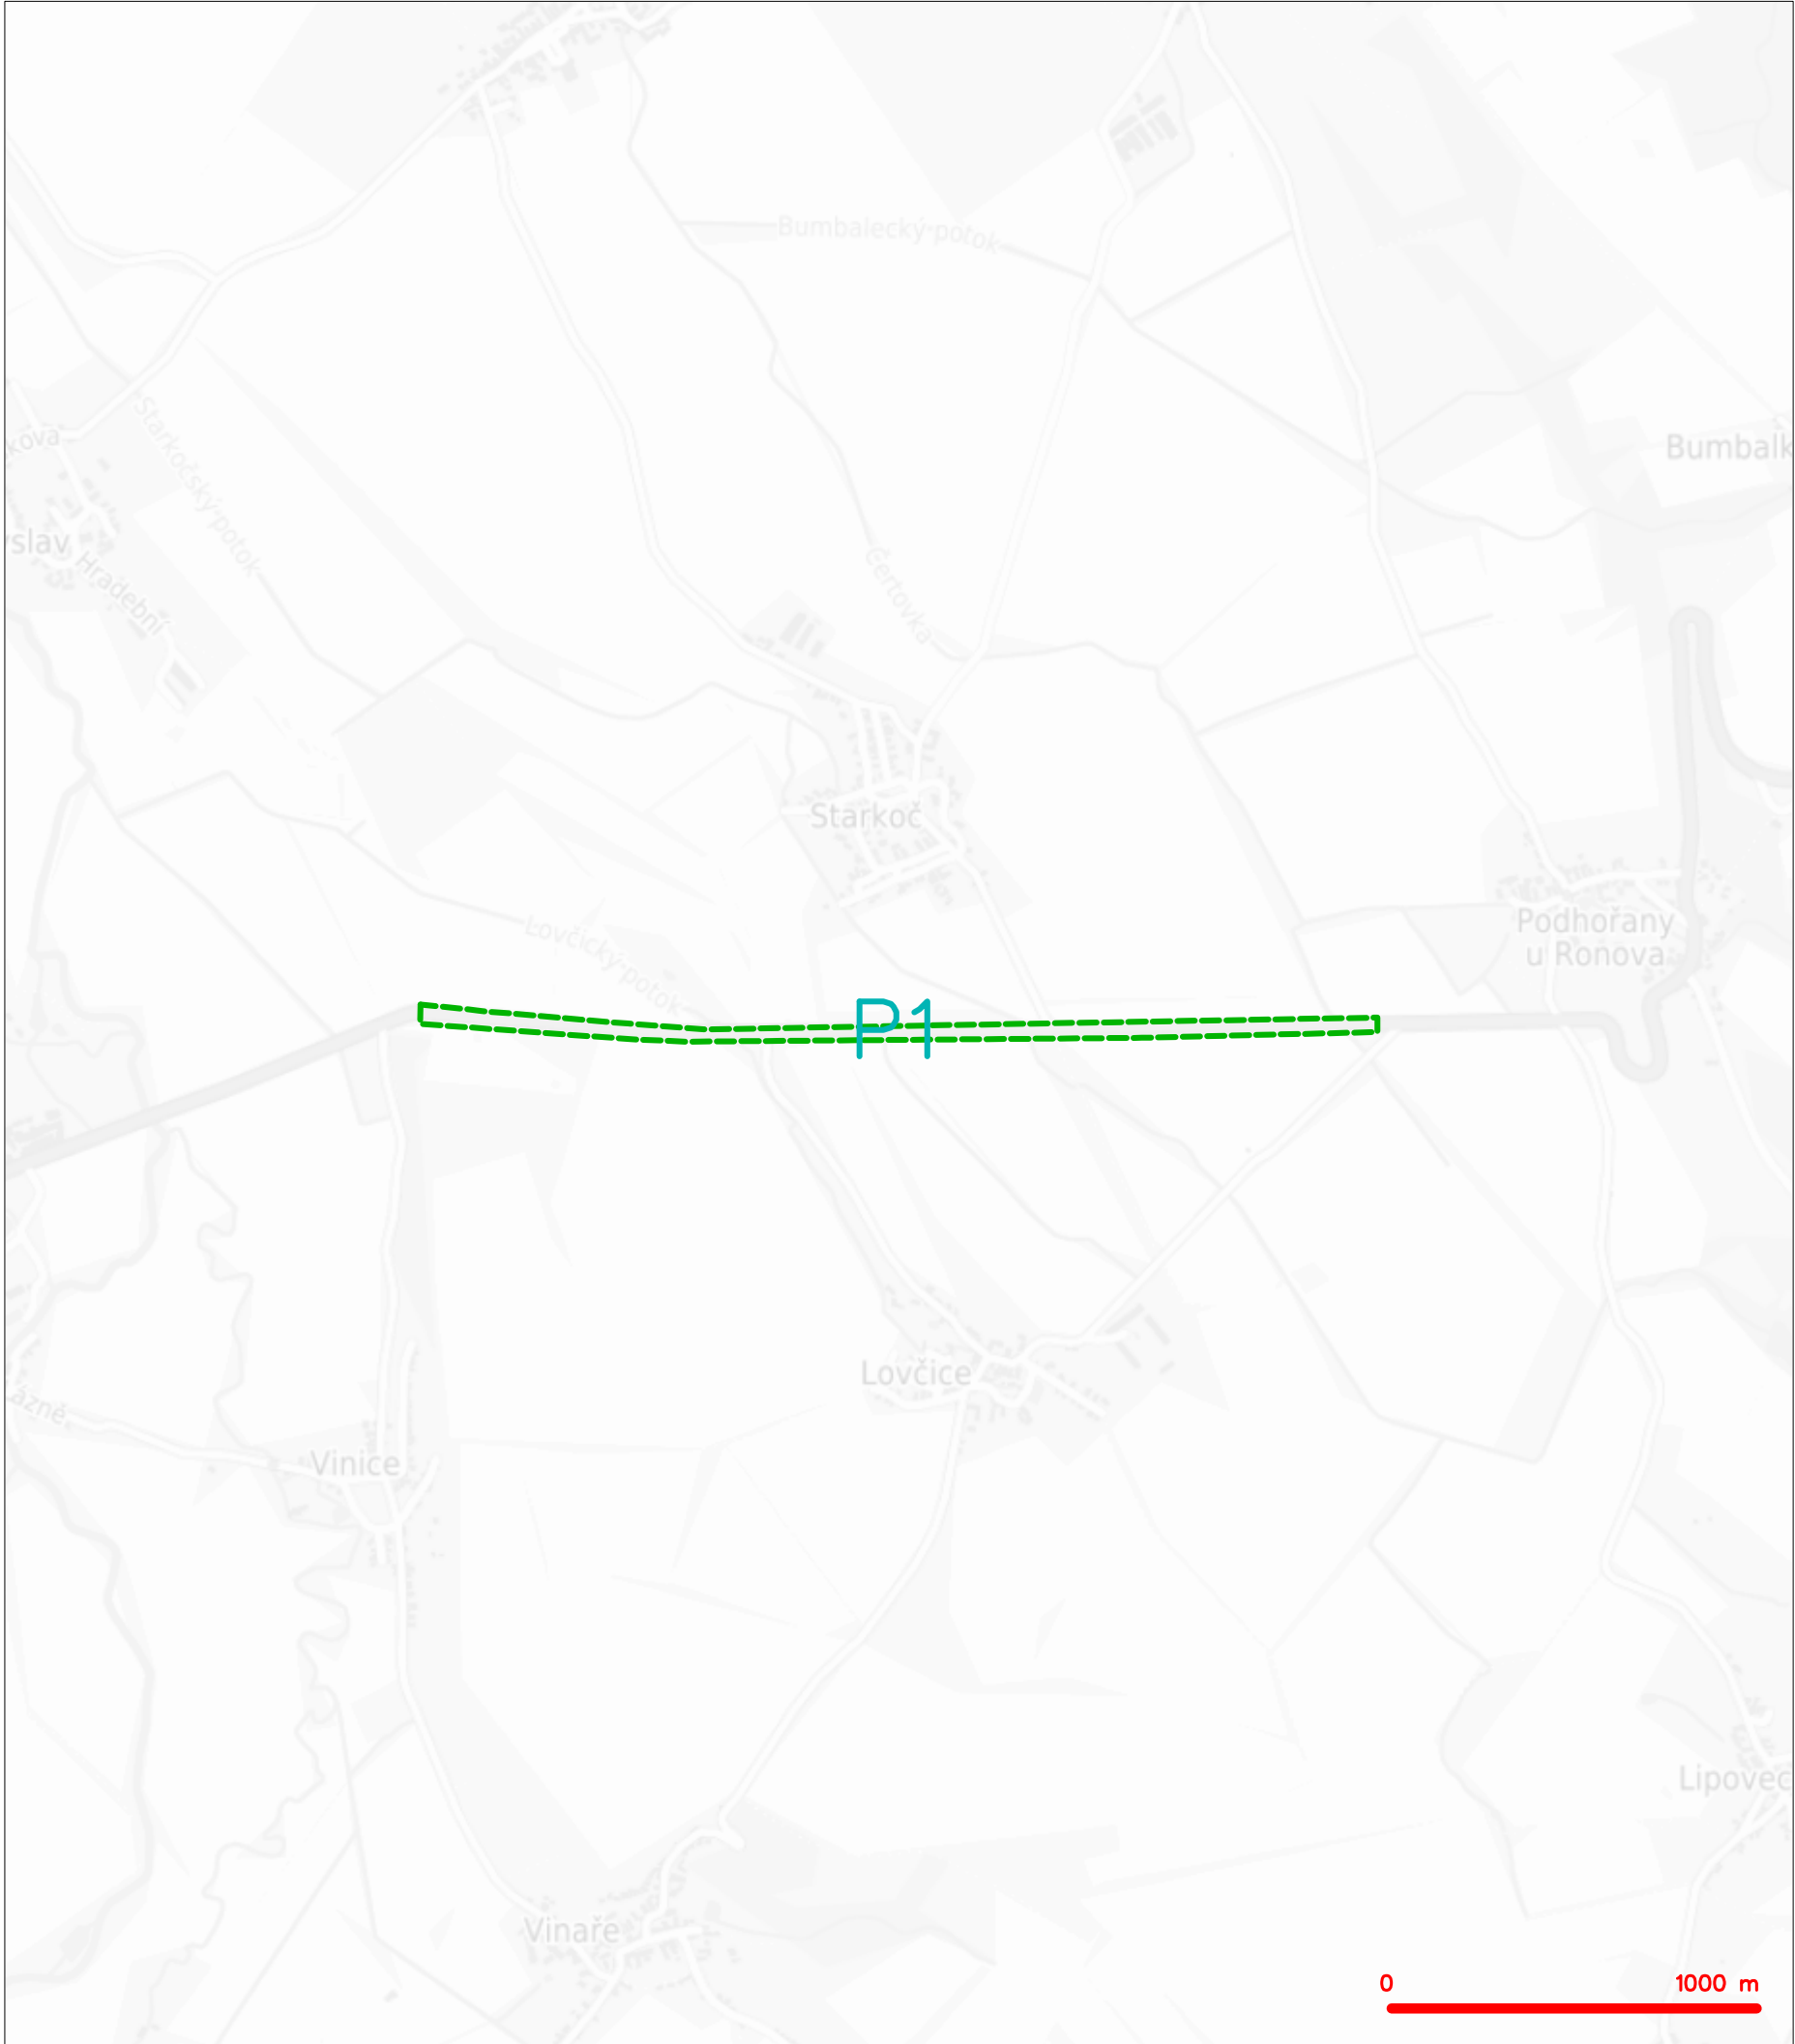 Bumbalecký potok
kova
Starkočský potok
Bumbalk
yslav
Hradební
Čertovka
Starkoč
Podhořany
u Ronova
Lovčický potok
P1
Lovčice
ázně
Vinice
Lipovec
Vinaře
0 1000 m